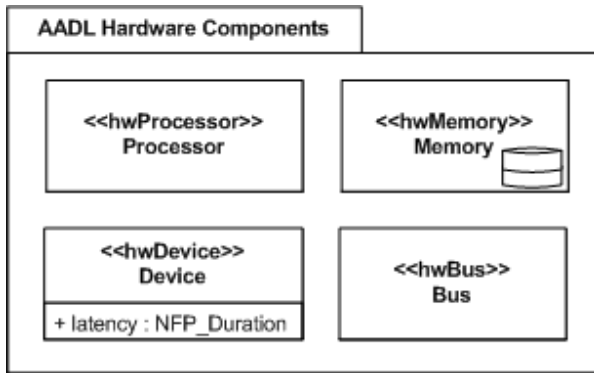 AADL Hardware Components
<<hwProcessor>>
Processor
<<hwMemory>>
Memory
<<hwDevice>>
Device
+ latency : NFP_Duration
<<hwBus>>
Bus